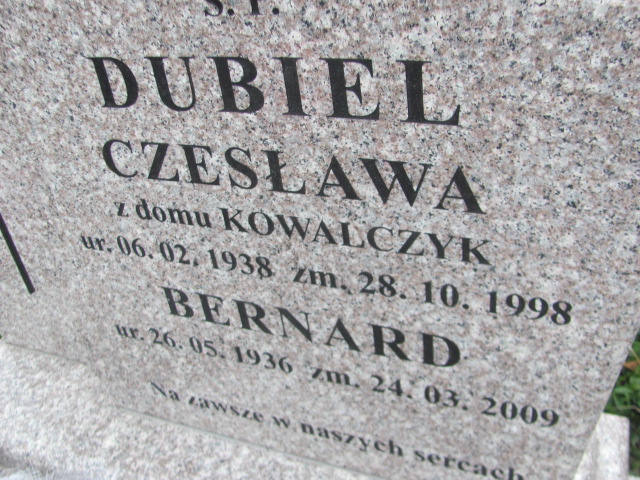 Ś. P.
DUBIEL
CZESŁAWA
z domu KOWALCZYK
ur. 06. 02. 1938 zm. 28. 10. 1998
BERNARD
ur. 26. 05. 1936 zm. 24. 03. 2009
Na zawsze w naszych sercach